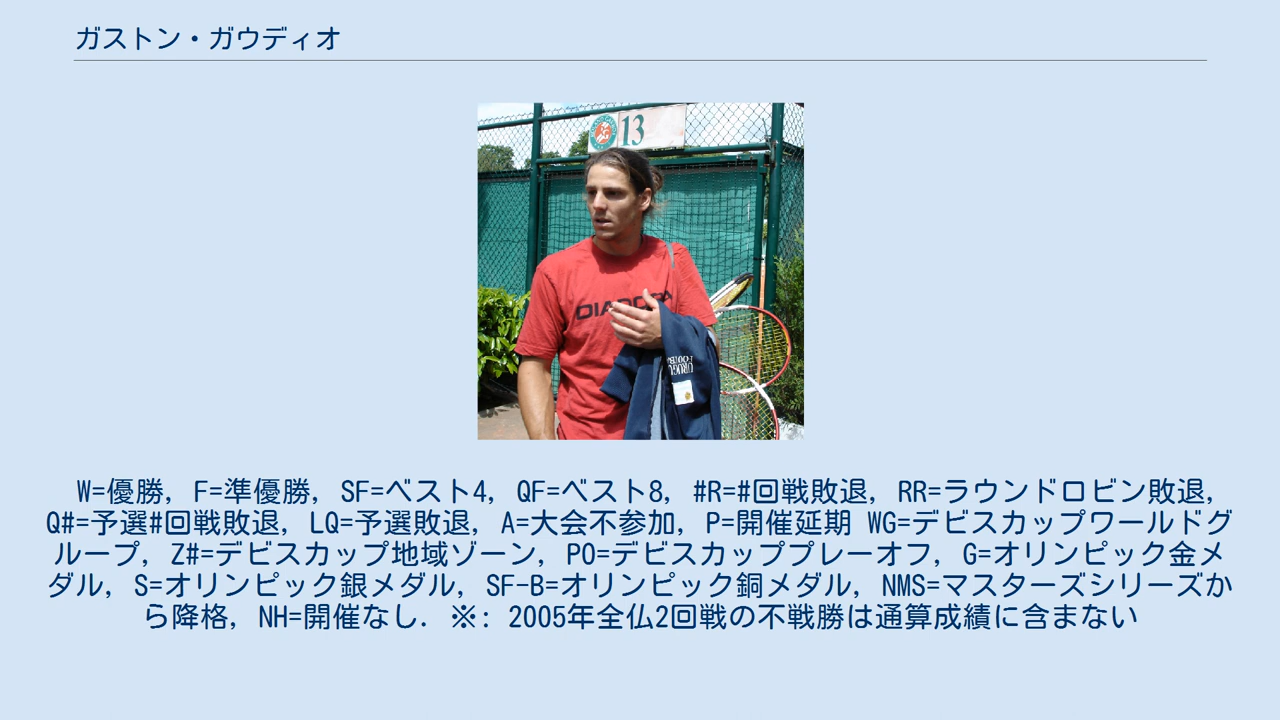 ガストン・ガウディオ
13
DIADORA
URUGU
FOOTBA
W=優勝, F=準優勝, SF=ベスト4, QF=ベスト8, #R=#回戦敗退, RR=ラウンドロビン敗退,
Q#=予選#回戦敗退, LQ=予選敗退, A=大会不参加, P=開催延期 WG=デビスカップワールドグ
ループ, Z#=デビスカップ地域ゾーン, PO=デビスカッププレーオフ, G=オリンピック金メ
ダル, S=オリンピック銀メダル, SF-B=オリンピック銅メダル, NMS=マスターズシリーズか
ら降格, NH=開催なし. ※: 2005年全仏2回戦の不戦勝は通算成績に含まない